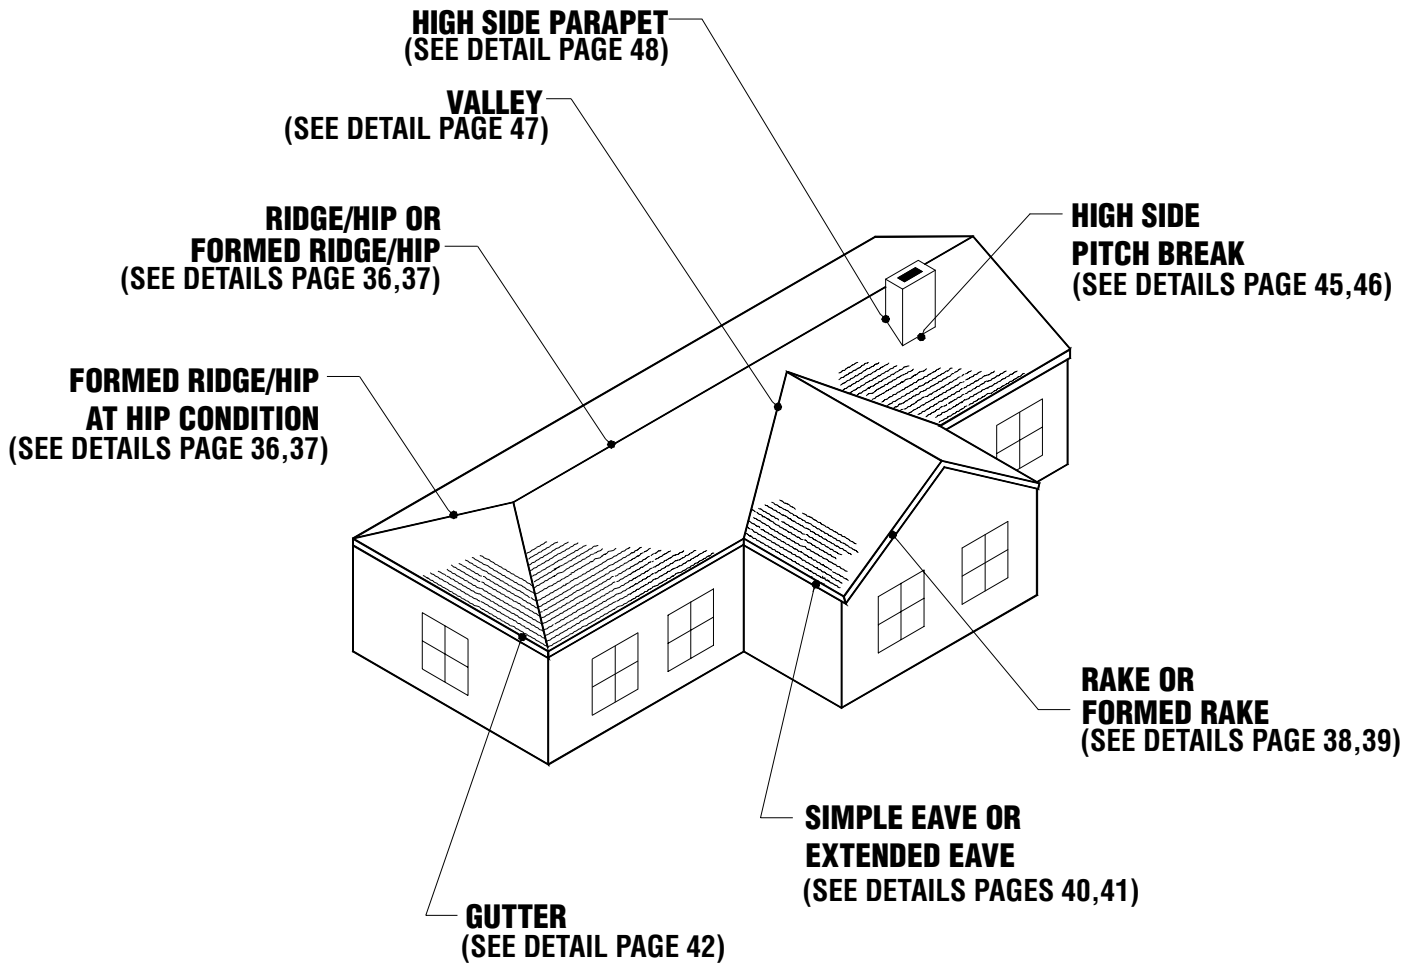 HIGH SIDE PARAPET
(SEE DETAIL PAGE 48)
VALLEY
(SEE DETAIL PAGE 47)
RIDGE/HIP OR
FORMED RIDGE/HIP
(SEE DETAILS PAGE 36,37)
HIGH SIDE
PITCH BREAK
(SEE DETAILS PAGE 45,46)
FORMED RIDGE/HIP
AT HIP CONDITION
(SEE DETAILS PAGE 36,37)
RAKE OR
FORMED RAKE
(SEE DETAILS PAGE 38,39)
SIMPLE EAVE OR
EXTENDED EAVE
(SEE DETAILS PAGES 40,41)
GUTTER
(SEE DETAIL PAGE 42)